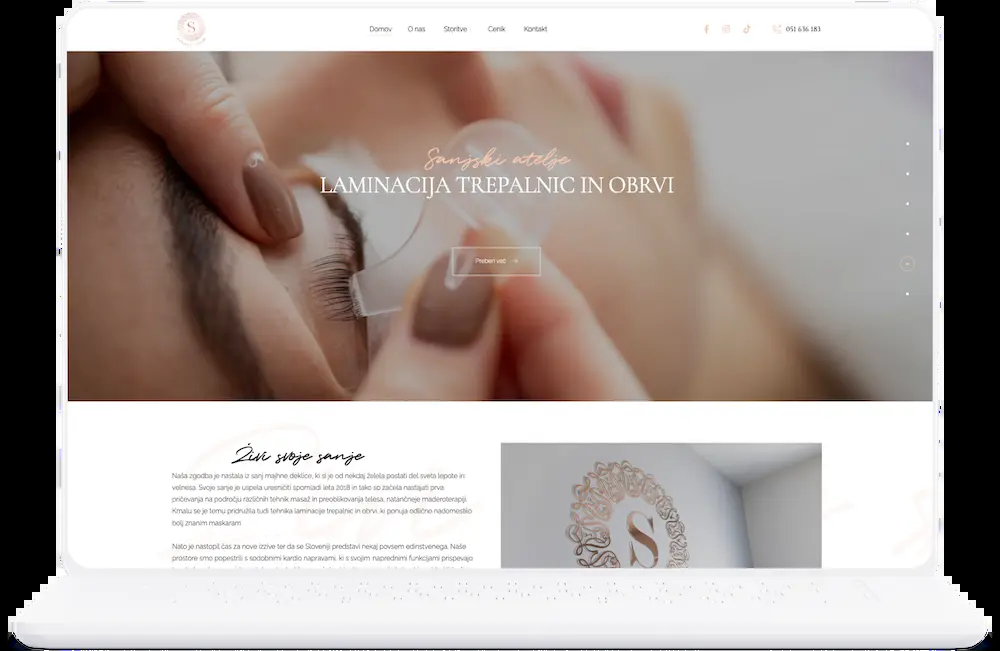 S
Domov O nas Storitve Cenik Kontakt
051 636 183
Sanjski atelje
LAMINACIJA TREPALNIC IN OBRVI
Preberi več
Živi svoje sanje
Naša zgodba je nastala iz sanj majhne deklice, ki si je od nekdaj želela postati del sveta lepote in
velnesa. Svoje sanje je uspela uresničiti spomladi leta 2018 in tako so začela nastajati prva
pričevanja na področju različnih tehnik masaž in preoblikovanja telesa, natančneje maderoterapiji.
Kmalu se je temu pridružila tudi tehnika laminacije trepalnic in obrvi, ki ponuja odlično nadomestilo
bolj znanim maskaram.
Nato je nastopil čas za nove izzive ter da se Sloveniji predstavi nekaj povsem edinstvenega. Naše
prostore smo popestrili s sodobnimi kardio napravami, ki s svojim naprednimi funkcijami prispevajo
S